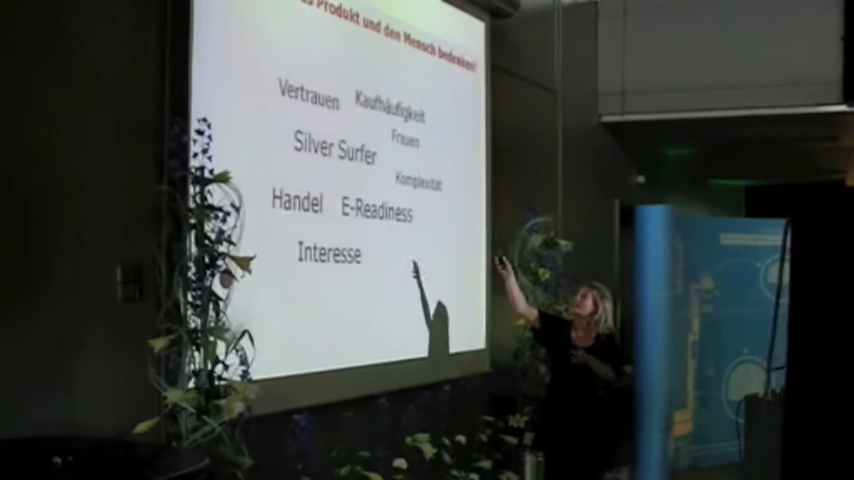 Produkt und den Mensch bedenken!
Vertrauen Kaufhäufigkeit
Frauen
Silver Surfer
Komplexität
Handel E-Readiness
Interesse